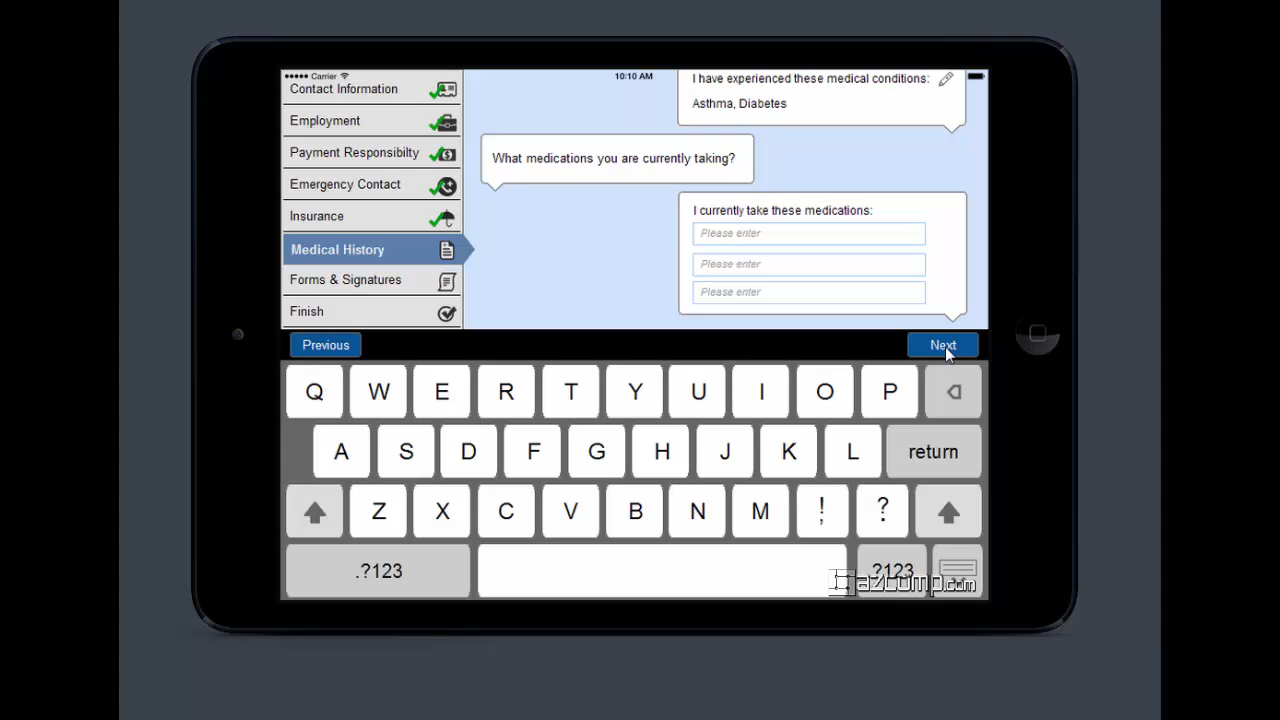 Carrier
10:10 AM
Contact Information
Employment
Payment Responsibilty
Emergency Contact
Insurance
Medical History
Forms & Signatures
Finish
I have experienced these medical conditions:
Asthma, Diabetes
What medications you are currently taking?
I currently take these medications:
Please enter
Please enter
Please enter
Previous
Next
Q W E R T Y U I O P
A S D F G H J K L return
Z X C V B N M ! ?
.?123 .?123
azcomp.com